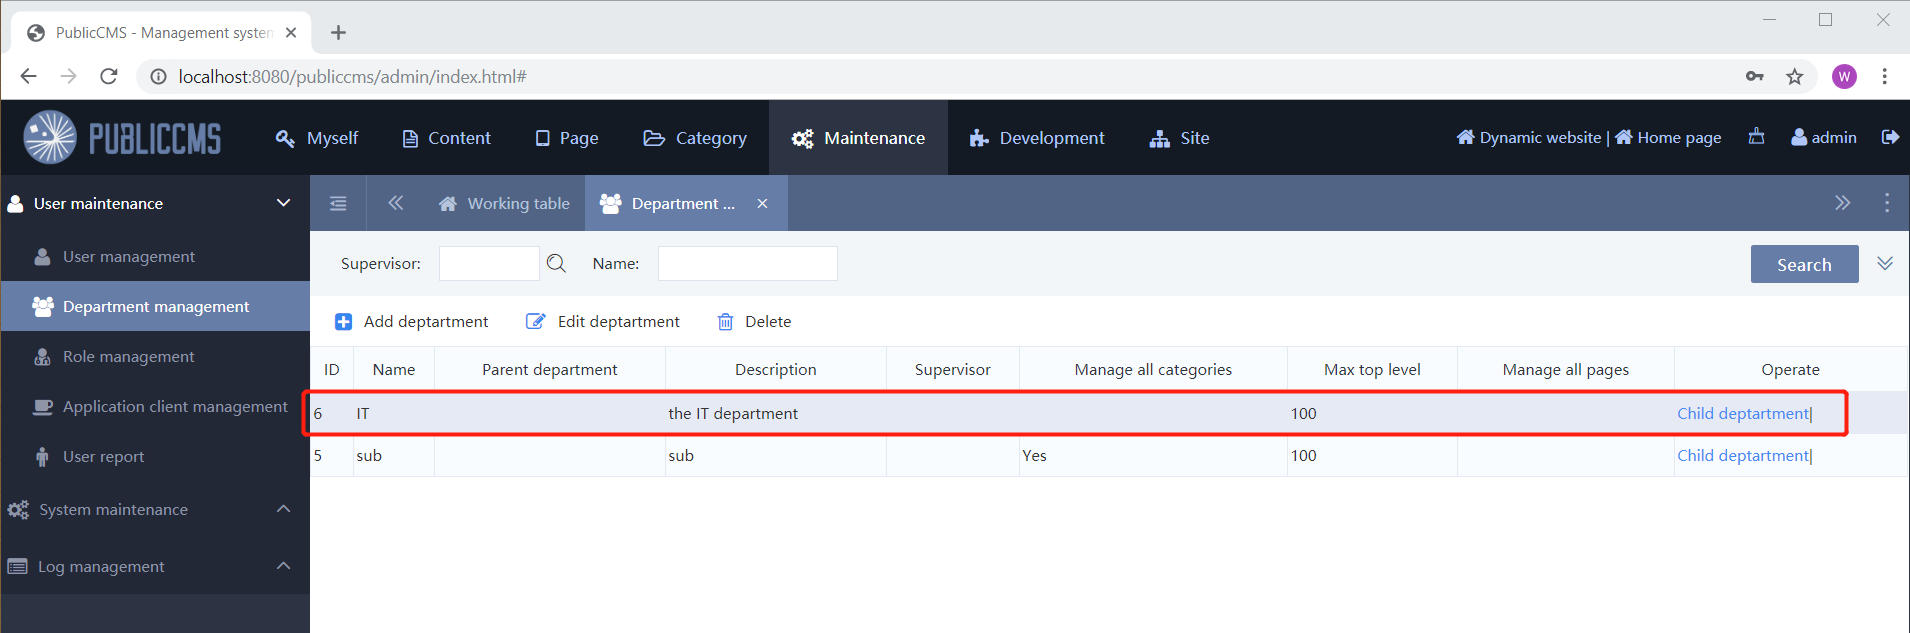 PublicCMS - Management system
localhost:8080/publiccms/admin/index.html#
W
PUBLICCMS
Myself
Content
Page
Category
Maintenance
Development
Site
Dynamic website | Home page
admin
User maintenance
User management
Department management
Role management
Application client management
User report
System maintenance
Log management
Working table
Department ...
Supervisor:
Name:
Search
Add deptartment
Edit deptartment
Delete
ID Name Parent department Description Supervisor Manage all categories Max top level Manage all pages Operate
6 IT the IT department 100 Child deptartment|
5 sub sub Yes 100 Child deptartment|